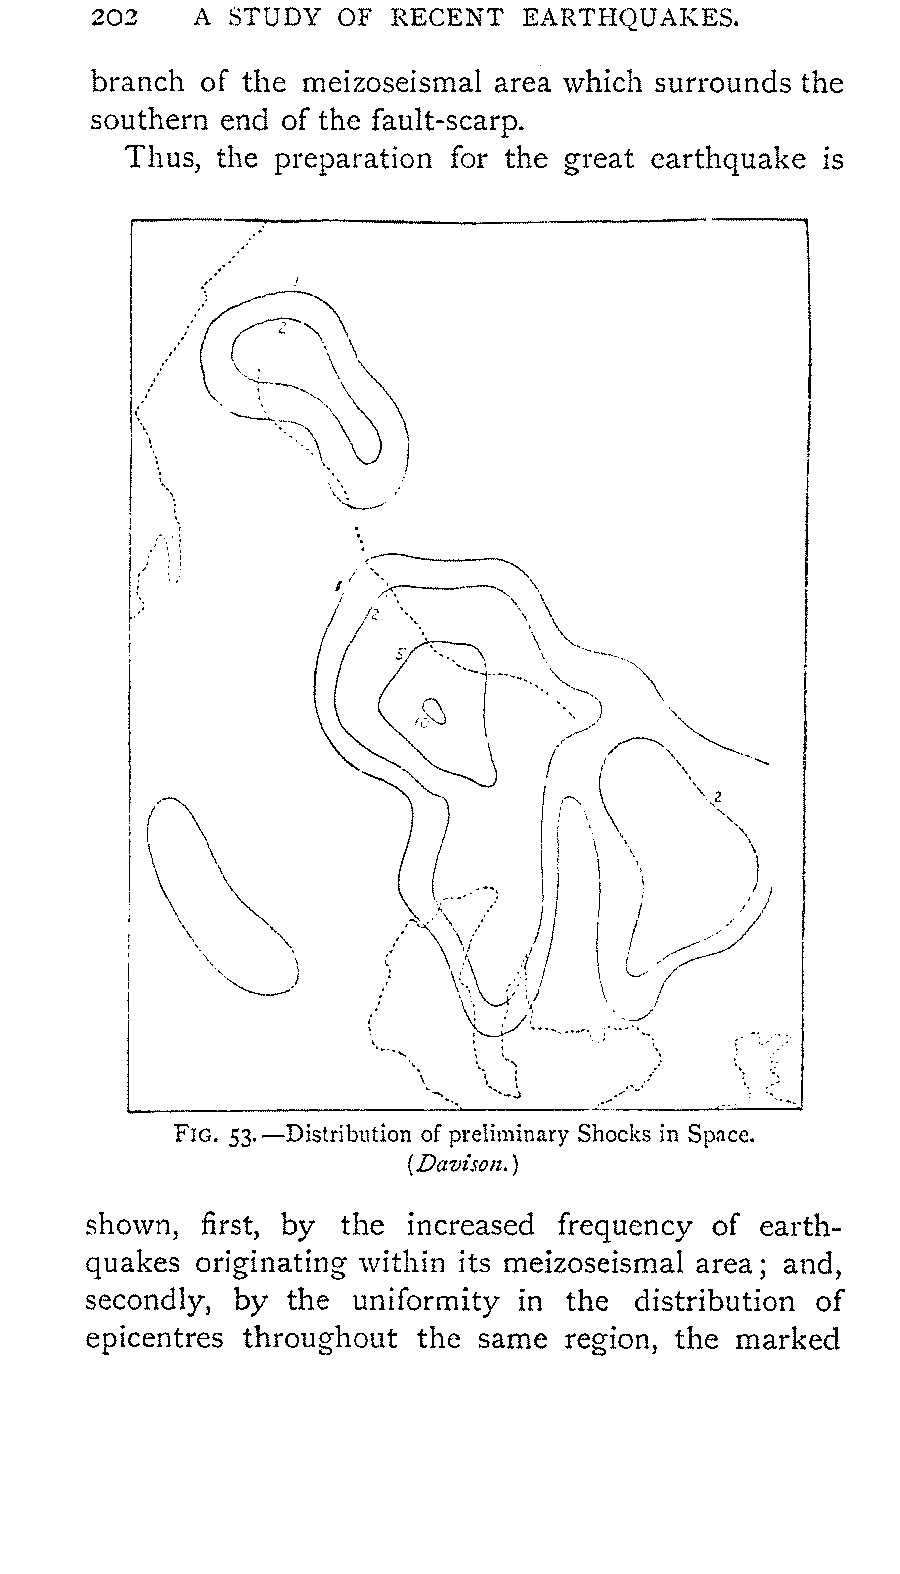 202 A STUDY OF RECENT EARTHQUAKES.
branch of the meizoseismal area which surrounds the
southern end of the fault-scarp.
Thus, the preparation for the great earthquake is
1
2
2
5
10
2
FIG. 53.—Distribution of preliminary Shocks in Space.
(Davison.)
shown, first, by the increased frequency of earth-
quakes originating within its meizoseismal area; and,
secondly, by the uniformity in the distribution of
epicentres throughout the same region, the marked